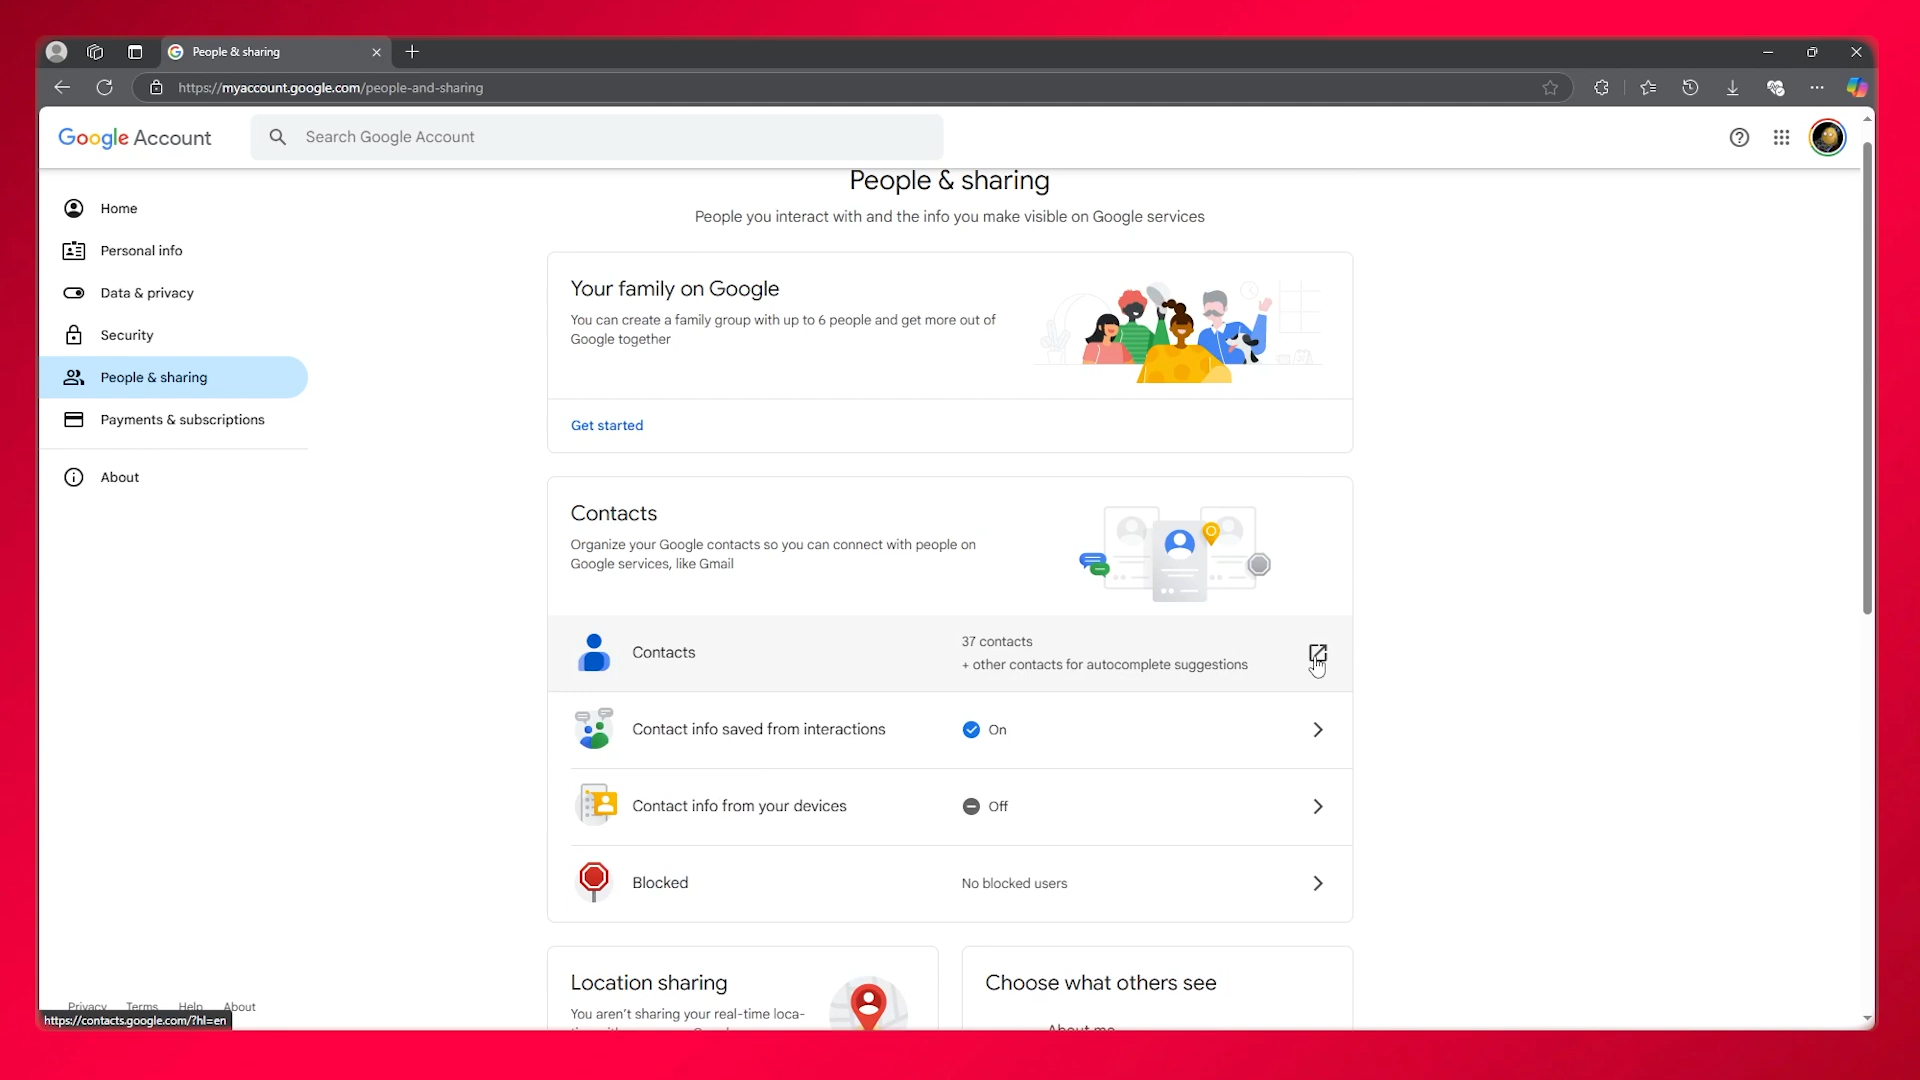 People & sharing
https://myaccount.google.com/people-and-sharing
Google Account
Search Google Account
People & sharing
People you interact with and the info you make visible on Google services
Home
Personal info
Data & privacy
Security
People & sharing
Payments & subscriptions
About
Your family on Google
You can create a family group with up to 6 people and get more out of
Google together
Get started
Contacts
Organize your Google contacts so you can connect with people on
Google services, like Gmail
Contacts
37 contacts
+ other contacts for autocomplete suggestions
Contact info saved from interactions
On
Contact info from your devices
Off
Blocked
No blocked users
Location sharing
You aren't sharing your real-time loca-
Choose what others see
About me
Privacy Terms Help About
https://contacts.google.com/?hl=en